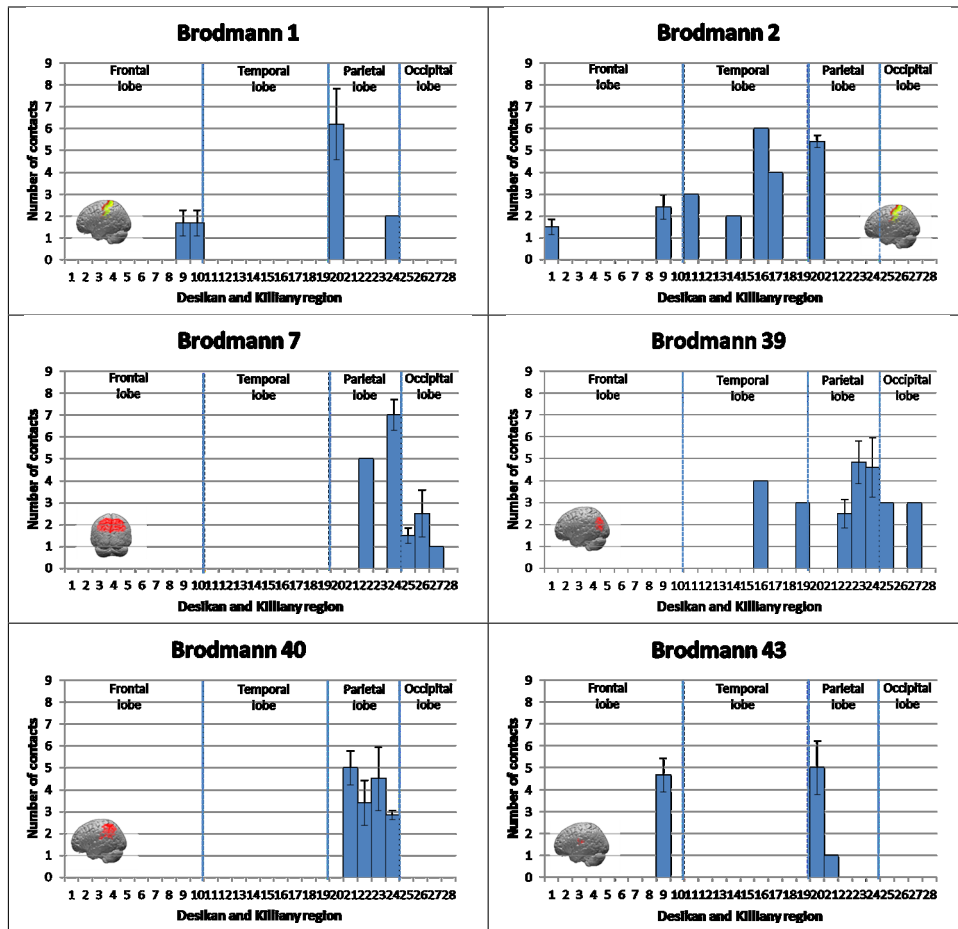 Brodmann 1
Number of contacts
9
8
7
6
5
4
3
2
1
0
Frontal lobe
Temporal lobe
Parietal lobe
Occipital lobe
1 2 3 4 5 6 7 8 9 10 11 12 13 14 15 16 17 18 19 20 21 22 23 24 25 26 27 28
Desikan and Killiany region
Brodmann 2
Number of contacts
9
8
7
6
5
4
3
2
1
0
Frontal lobe
Temporal lobe
Parietal lobe
Occipital lobe
1 2 3 4 5 6 7 8 9 10 11 12 13 14 15 16 17 18 19 20 21 22 23 24 25 26 27 28
Desikan and Killiany region
Brodmann 7
Number of contacts
9
8
7
6
5
4
3
2
1
0
Frontal lobe
Temporal lobe
Parietal lobe
Occipital lobe
1 2 3 4 5 6 7 8 9 10 11 12 13 14 15 16 17 18 19 20 21 22 23 24 25 26 27 28
Desikan and Killiany region
Brodmann 39
Number of contacts
9
8
7
6
5
4
3
2
1
0
Frontal lobe
Temporal lobe
Parietal lobe
Occipital lobe
1 2 3 4 5 6 7 8 9 10 11 12 13 14 15 16 17 18 19 20 21 22 23 24 25 26 27 28
Desikan and Killiany region
Brodmann 40
Number of contacts
9
8
7
6
5
4
3
2
1
0
Frontal lobe
Temporal lobe
Parietal lobe
Occipital lobe
1 2 3 4 5 6 7 8 9 10 11 12 13 14 15 16 17 18 19 20 21 22 23 24 25 26 27 28
Desikan and Killiany region
Brodmann 43
Number of contacts
9
8
7
6
5
4
3
2
1
0
Frontal lobe
Temporal lobe
Parietal lobe
Occipital lobe
1 2 3 4 5 6 7 8 9 10 11 12 13 14 15 16 17 18 19 20 21 22 23 24 25 26 27 28
Desikan and Killiany region